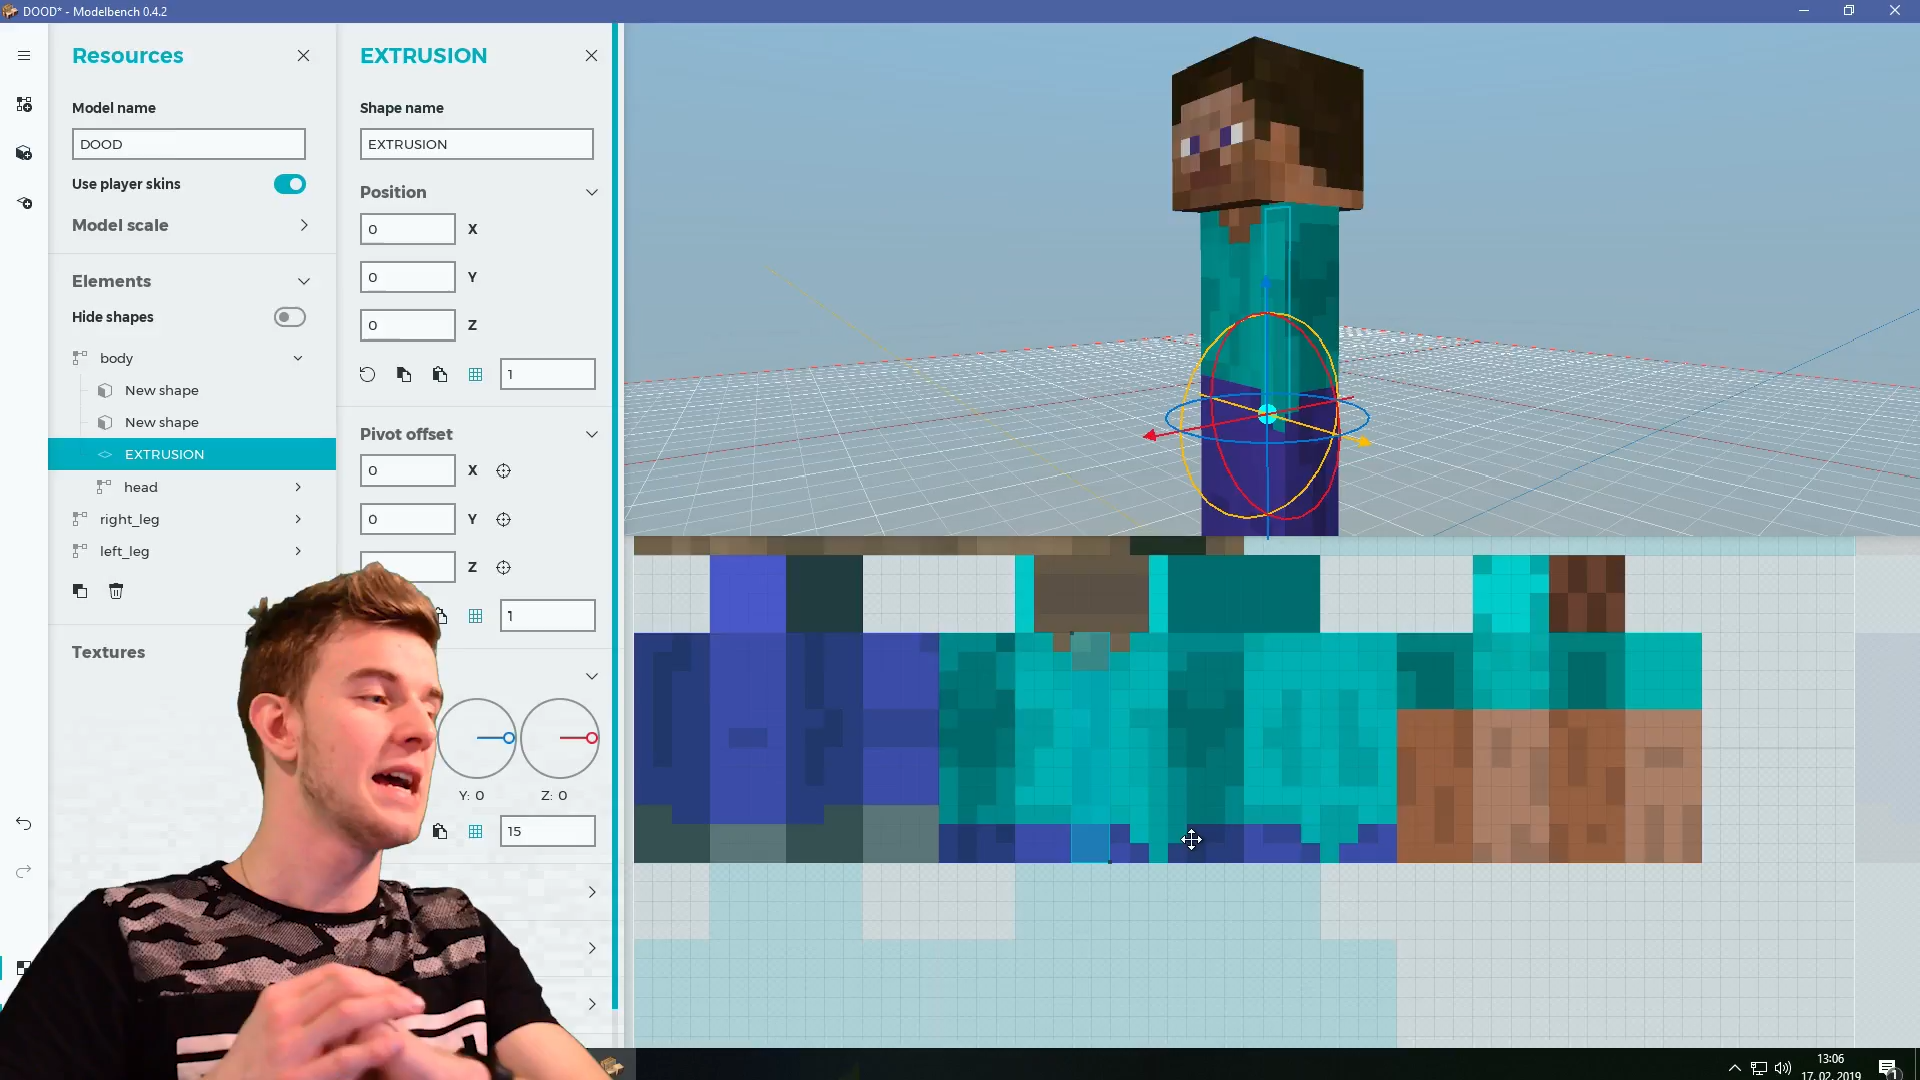 DOOD* - Modelbench 0.4.2
Resources
Model name
DOOD
Use player skins
Model scale
Elements
Hide shapes
body
New shape
New shape
EXTRUSION
head
right_leg
left_leg
Textures
EXTRUSION
Shape name
EXTRUSION
Position
0 X
0 Y
0 Z
1
Pivot offset
0 X
0 Y
Z
1
Y: 0 Z: 0
15
13:06
17.02.2019
1